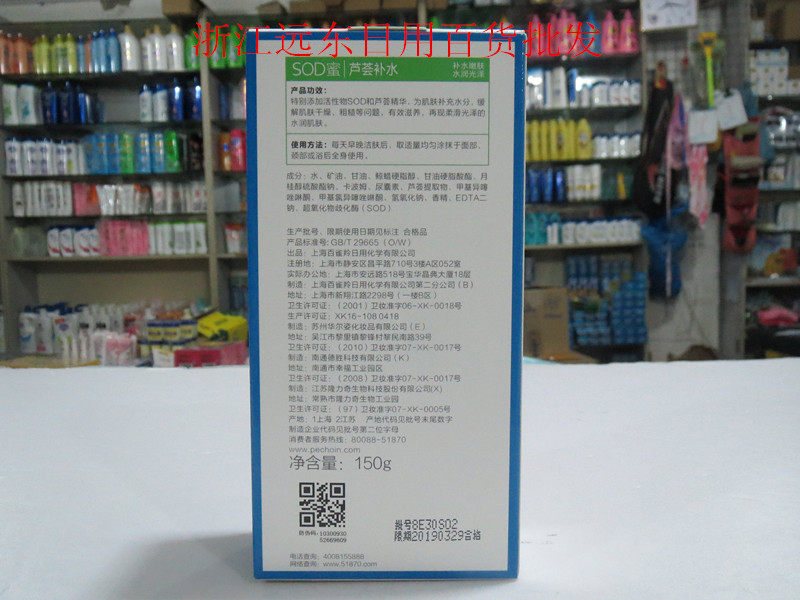 浙江远东日用百货批发
SOD蜜 芦荟补水
补水嫩肤
水润光泽
产品功效：
特别添加活性物SOD和芦荟精华，为肌肤补充水分，缓
解肌肤干燥、粗糙等问题，有效滋养，再现柔滑光泽的
水润肌肤。
使用方法：每天早晚洁肤后，取适量均匀涂抹于面部、
颈部或浴后全身使用。
成分：水、矿油、甘油、鲸蜡硬脂醇、甘油硬脂酸酯、月
桂醇硫酸酯钠、卡波姆、尿囊素、芦荟提取物、甲基异噻
唑啉酮、甲基氯异噻唑啉酮、氢氧化钠、香精、EDTA二
钠、超氧化物歧化酶（SOD）
生产批号、限期使用日期见标注 合格品
产品标准号：GB/T 29665（O/W）
出品：上海百雀羚日用化学有限公司
注册地：上海市静安区昌平路710号3楼A区052室
实际办公地：上海市安远路518号宝华晶典大厦18层
制造：上海百雀羚日用化学有限公司第二分公司（B）
地址：上海市新翔江路2298号（一楼B区）
卫生许可证：（2001）卫妆准字06-XK-0018号
生产许可证：XK16-108 0418
制造：苏州华尔姿化妆品有限公司（E）
地址：吴江市黎里镇黎锋村黎民南路39号
卫生许可证：（2010）卫妆准字07-XK-0017号
制造：南通德胜科技有限公司（K）
地址：南通市幸福工业园区
卫生许可证：（2008）卫妆准字07-XK-0017号
制造：江苏隆力奇生物科技股份有限公司(X)
地址：常熟市隆力奇生物工业园
卫生许可证：（97）卫妆准字07-XK-0005号
产地：1上海 2江苏 产地代码见批号末尾数字
制造企业代码见批号第二位字母
消费者服务热线：80088-51870
www.pechoin.com
净含量：150g
防伪码:10300930
52669809
批号8E30S02
限期20190329合格
电话查询：4008155888
网络查询：www.51870.com